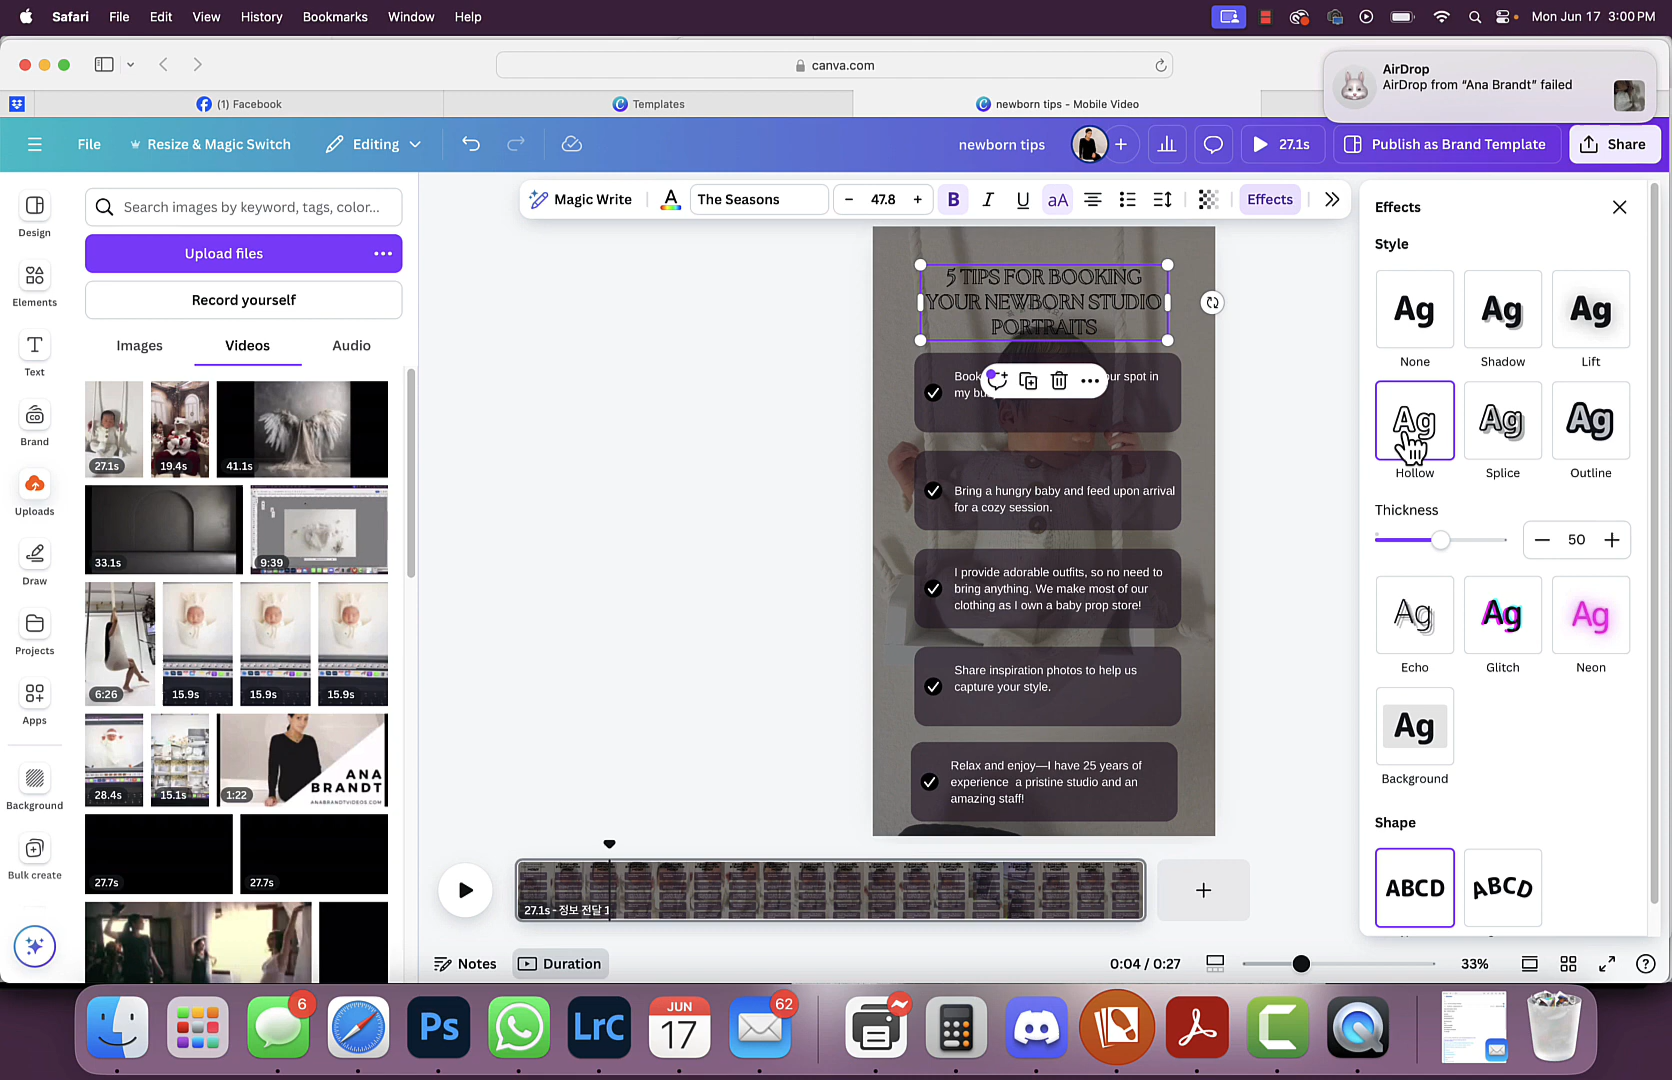 Safari File Edit View History Bookmarks Window Help
Mon Jun 17 3:00 PM
canva.com
AirDrop
AirDrop from “Ana Brandt” failed
(1) Facebook
Templates
newborn tips - Mobile Video
File Resize & Magic Switch Editing
newborn tips
27.1s
Publish as Brand Template
Share
Design
Elements
Text
Brand
Uploads
Draw
Projects
Apps
Background
Bulk create
Search images by keyword, tags, color...
Upload files
Record yourself
Images Videos Audio
27.1s 19.4s 41.1s
33.1s 9:39
6:26 15.9s 15.9s 15.9s
28.4s 15.1s 1:22
ANA
BRANDT
ANABRANDTVIDEOS.COM
27.7s 27.7s
Magic Write
A
The Seasons
– 47.8 +
B I U aA
Effects
5 TIPS FOR BOOKING
YOUR NEWBORN STUDIO
PORTRAITS
Book
ur spot in
my bu
Bring a hungry baby and feed upon arrival
for a cozy session.
I provide adorable outfits, so no need to
bring anything. We make most of our
clothing as I own a baby prop store!
Share inspiration photos to help us
capture your style.
Relax and enjoy—I have 25 years of
experience a pristine studio and an
amazing staff!
27.1s - 정보 전달 1
Notes
Duration
0:04 / 0:27
33%
Effects
Style
Ag Ag Ag
None Shadow Lift
Ag Ag Ag
Hollow Splice Outline
Thickness
50
Ag Ag Ag
Echo Glitch Neon
Ag
Background
Shape
ABCD ABCD
6
Ps
LrC
JUN
17
62